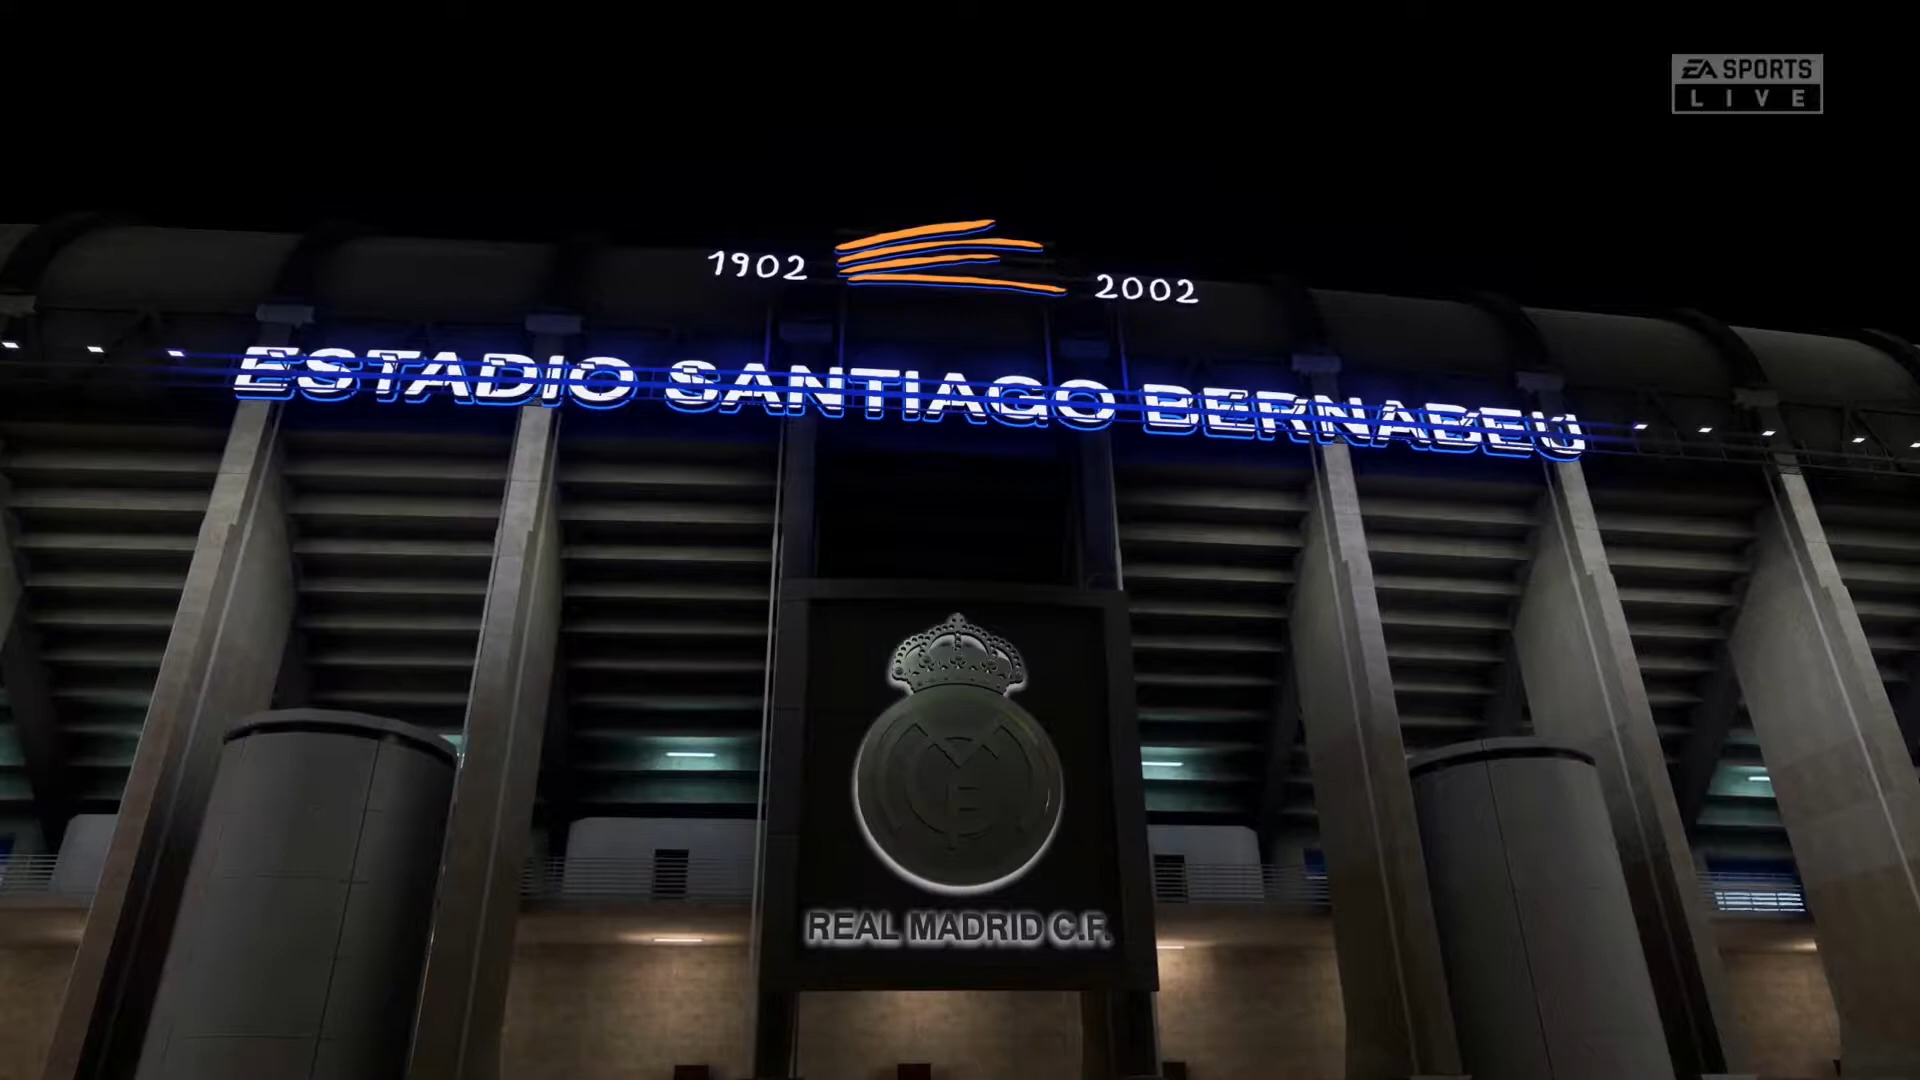 EA SPORTS
LIVE
1902 2002
ESTADIO SANTIAGO BERNABEU
REAL MADRID C.F.